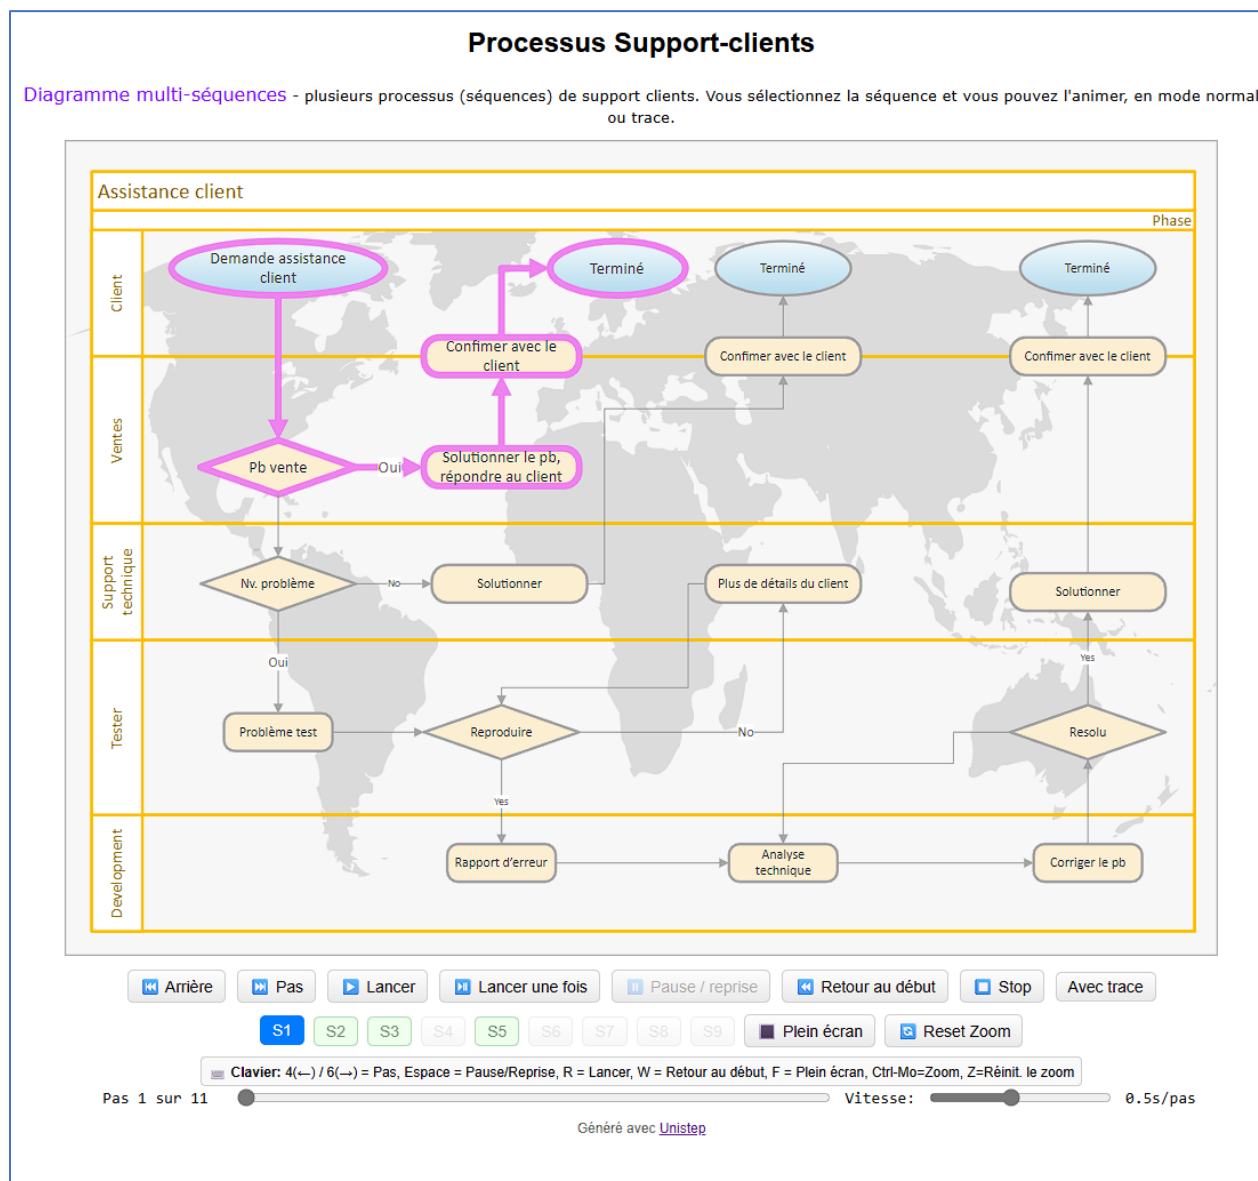 Processus Support-clients
Diagramme multi-séquences - plusieurs processus (séquences) de support clients. Vous sélectionnez la séquence et vous pouvez l'animer, en mode normal
ou trace.
Assistance client
Phase
Client
Demande assistance
client
Terminé
Terminé
Terminé
Confimer avec le
client
Confimer avec le client
Confimer avec le client
Ventes
Pb vente
Oui
Solutionner le pb,
répondre au client
Support
technique
Nv. problème
No
Solutionner
Plus de détails du client
Solutionner
Oui
Yes
Tester
Problème test
Reproduire
No
Resolu
Yes
Development
Rapport d'erreur
Analyse
technique
Corriger le pb
Arrière
Pas
Lancer
Lancer une fois
Pause / reprise
Retour au début
Stop
Avec trace
S1
S2
S3
S4
S5
S6
S7
S8
S9
Plein écran
Reset Zoom
Clavier: 4(←) / 6(→) = Pas, Espace = Pause/Reprise, R = Lancer, W = Retour au début, F = Plein écran, Ctrl-Mo=Zoom, Z=Réinit. le zoom
Pas 1 sur 11
Vitesse:
0.5s/pas
Généré avec Unistep